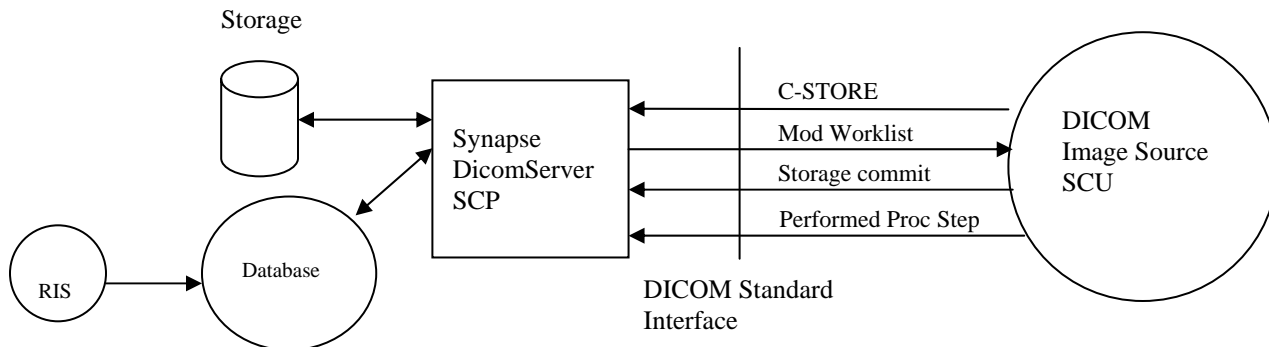 Storage
Synapse
DicomServer
SCP
C-STORE
Mod Worklist
Storage commit
Performed Proc Step
DICOM
Image Source
SCU
RIS
Database
DICOM Standard
Interface